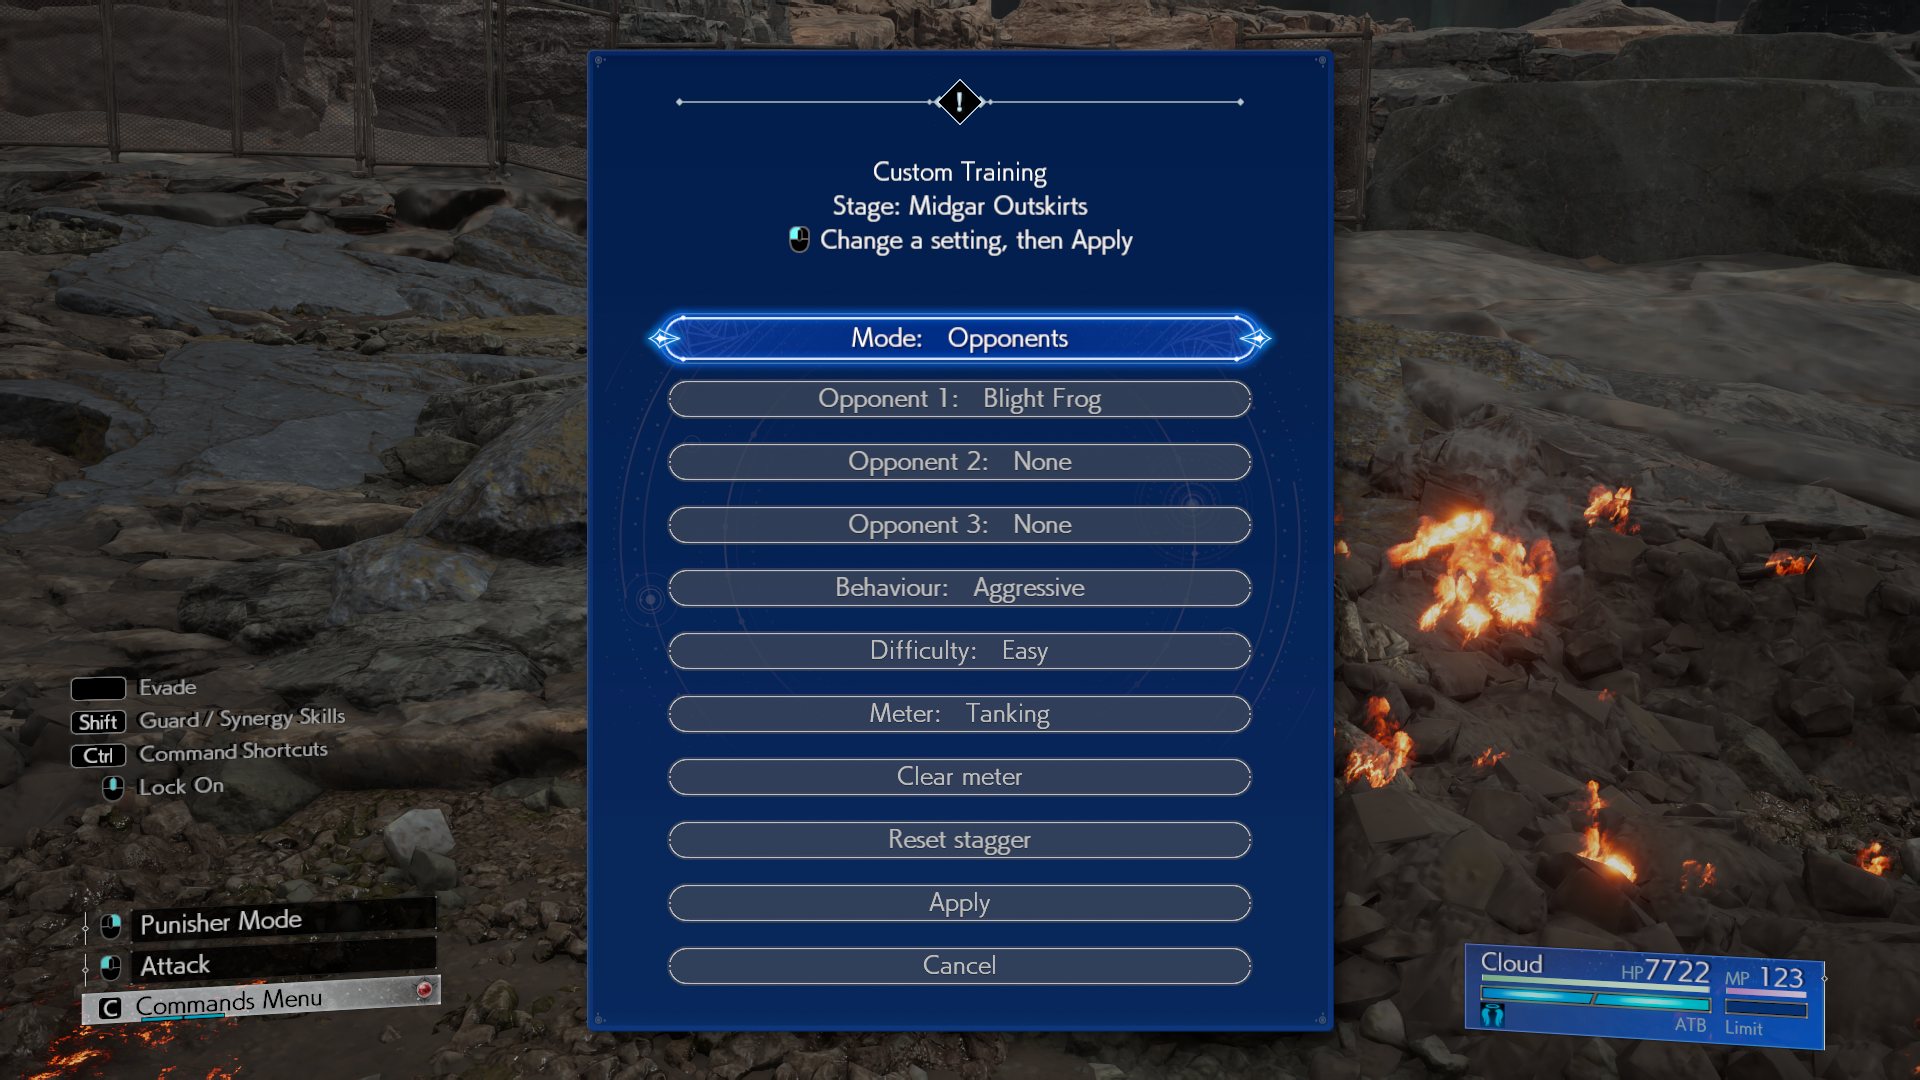 !
Custom Training
Stage: Midgar Outskirts
Change a setting, then Apply
Mode: Opponents
Opponent 1: Blight Frog
Opponent 2: None
Opponent 3: None
Behaviour: Aggressive
Difficulty: Easy
Meter: Tanking
Clear meter
Reset stagger
Apply
Cancel
Evade
Shift Guard / Synergy Skills
Ctrl Command Shortcuts
Lock On
Punisher Mode
Attack
C Commands Menu
Cloud HP 7722 MP 123
ATB Limit